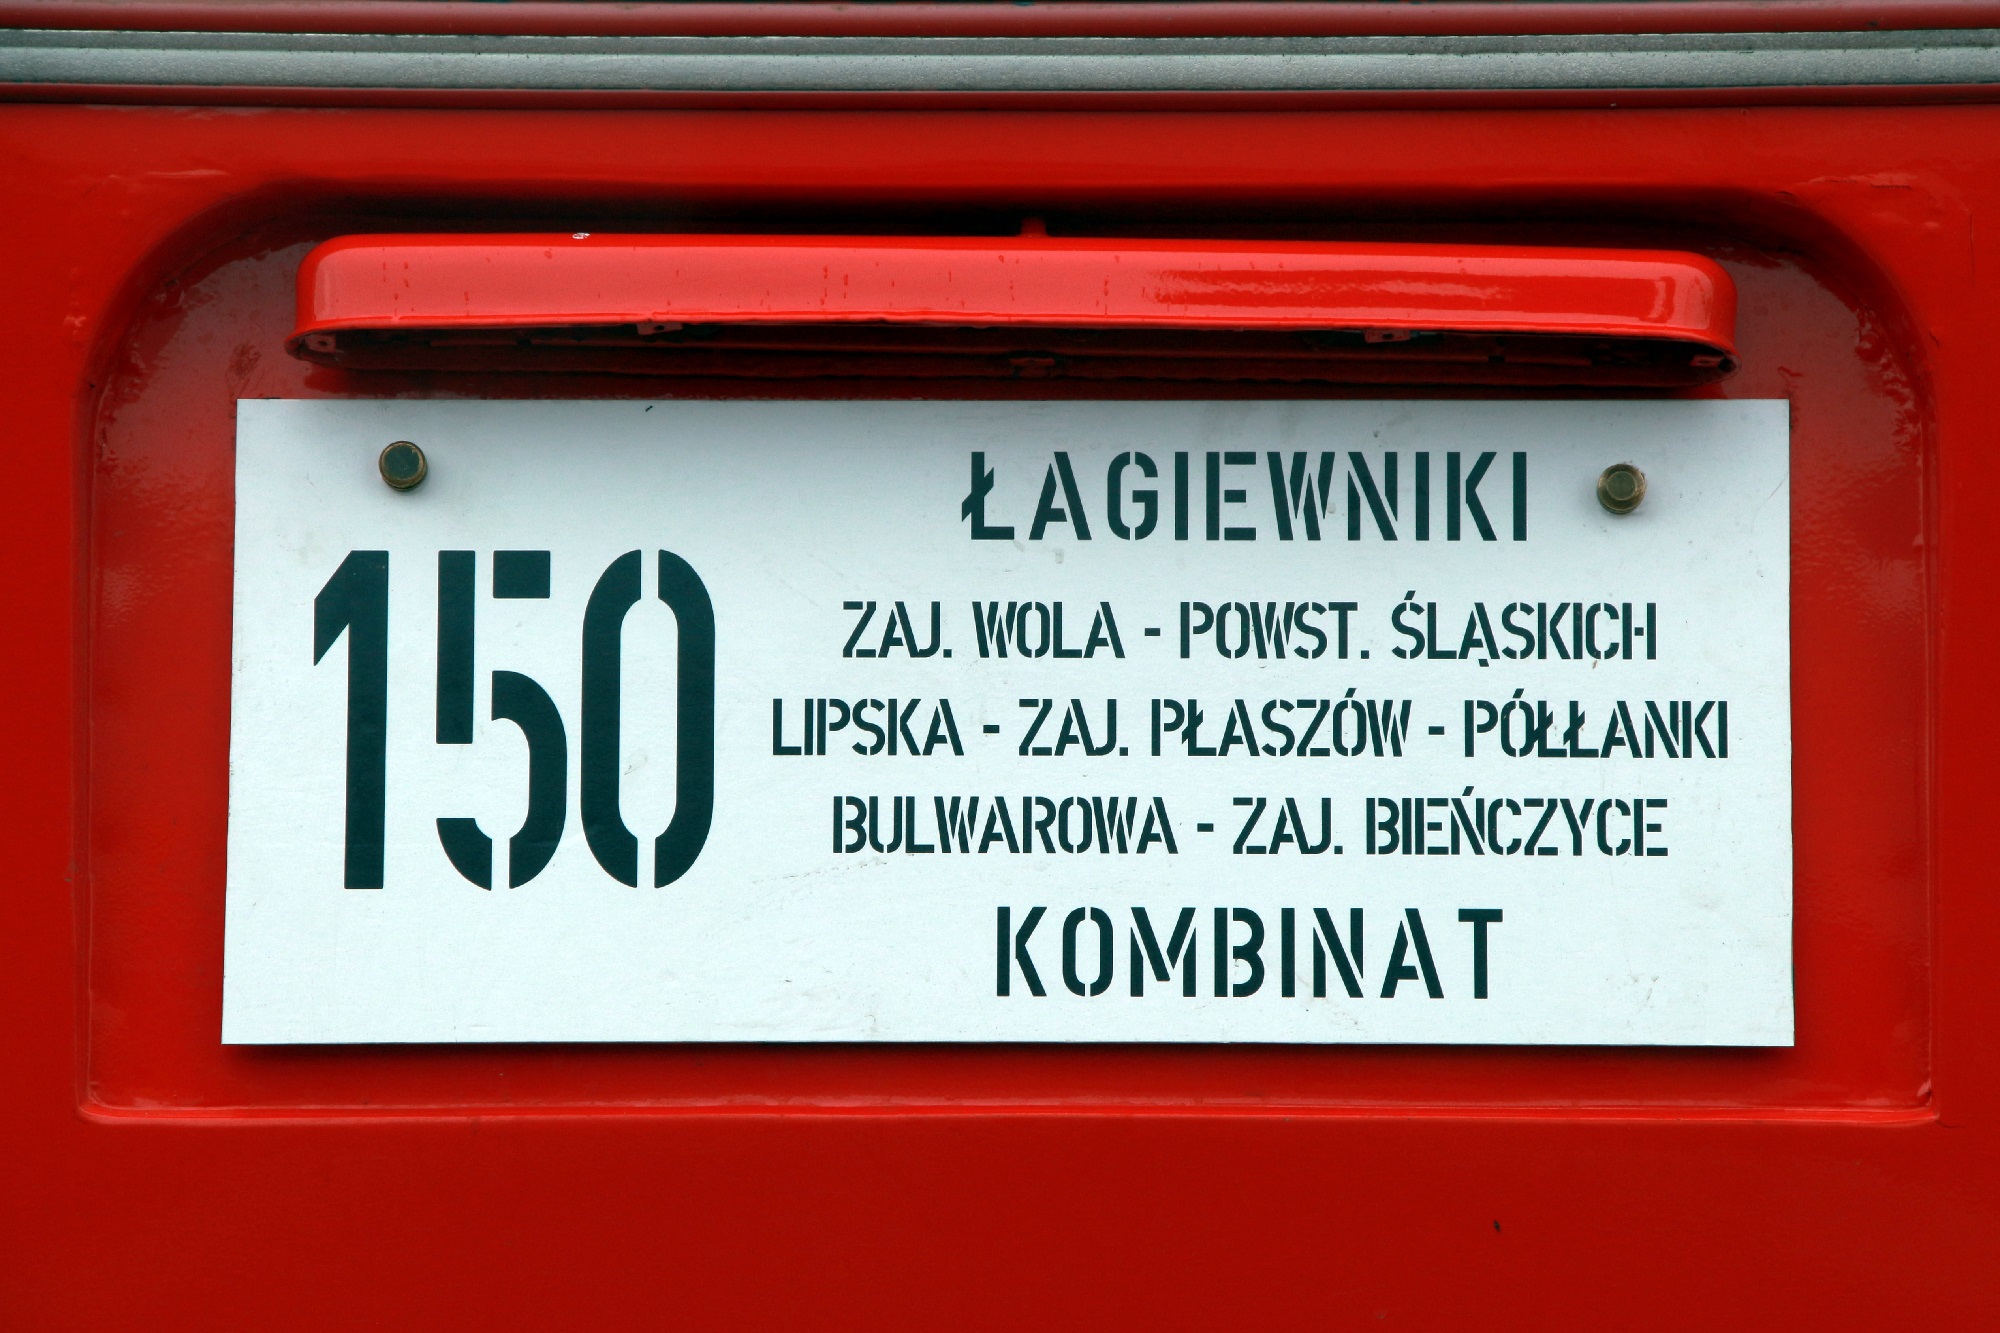 150
ŁAGIEWNIKI
ZAJ. WOLA - POWST. ŚLĄSKICH
LIPSKA - ZAJ. PŁASZÓW - PÓŁŁANKI
BULWAROWA - ZAJ. BIEŃCZYCE
KOMBINAT